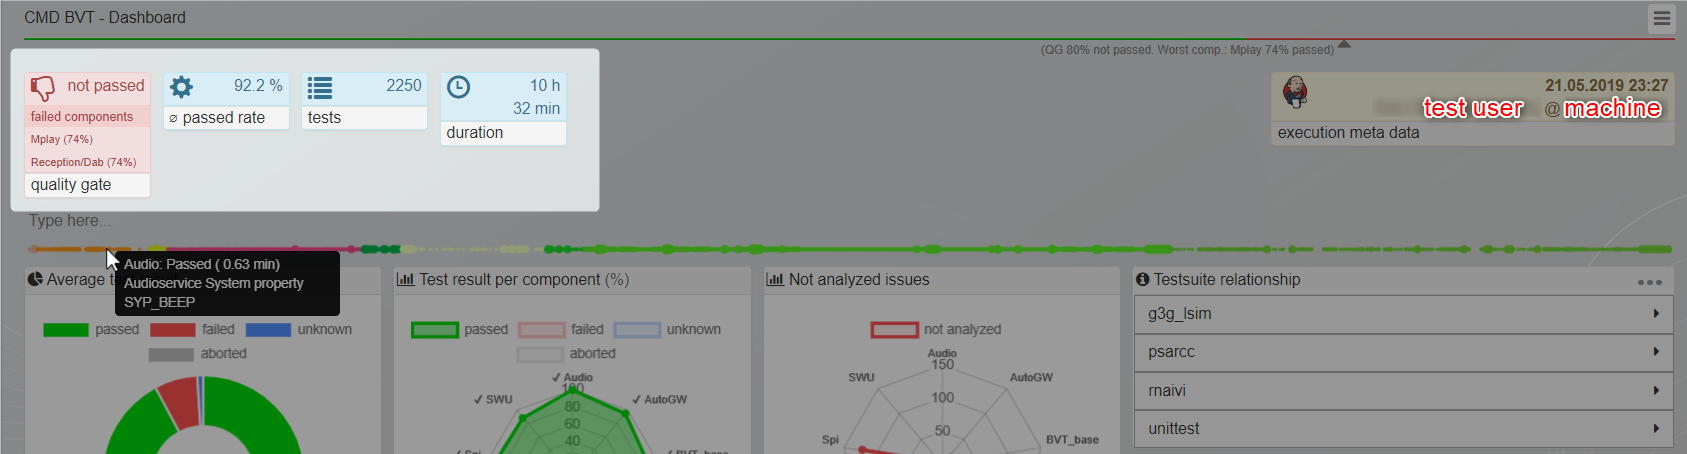 CMD BVT - Dashboard
(QG 80% not passed. Worst comp.: Mplay 74% passed)
not passed
failed components
Mplay (74%)
Reception/Dab (74%)
quality gate
92.2 %
⌀ passed rate
2250
tests
10 h
32 min
duration
21.05.2019 23:27
test user @ machine
execution meta data
Type here...
Audio: Passed ( 0.63 min)
Audioservice System property
SYP_BEEP
Average te
passed failed unknown
aborted
Test result per component (%)
passed failed unknown
aborted
✓ Audio
100
✓ SWU
✓ AutoGW
80
60
40
✓ Spi
✓ BVT_base
Not analyzed issues
not analyzed
Audio
150
SWU
AutoGW
100
50
Spi
BVT_base
Testsuite relationship
g3g_lsim
psarcc
rnaivi
unittest